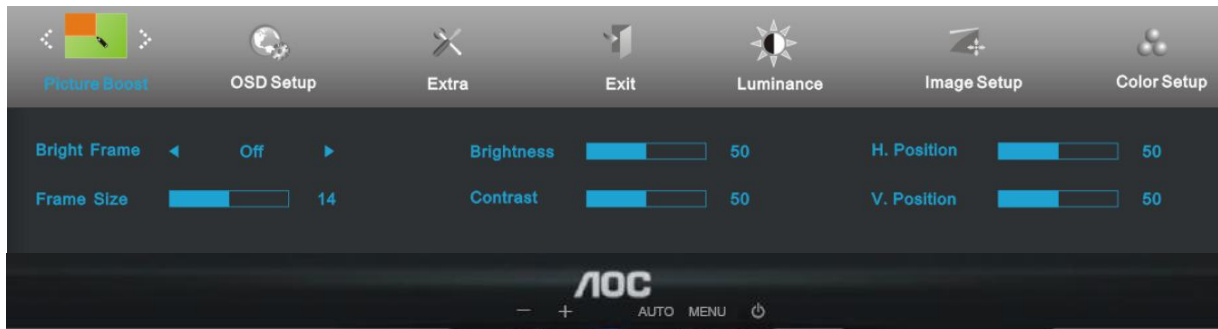 Picture Boost OSD Setup Extra Exit Luminance Image Setup Color Setup
Bright Frame Off Brightness 50 H. Position 50
Frame Size 14 Contrast 50 V. Position 50
AOC
− + AUTO MENU